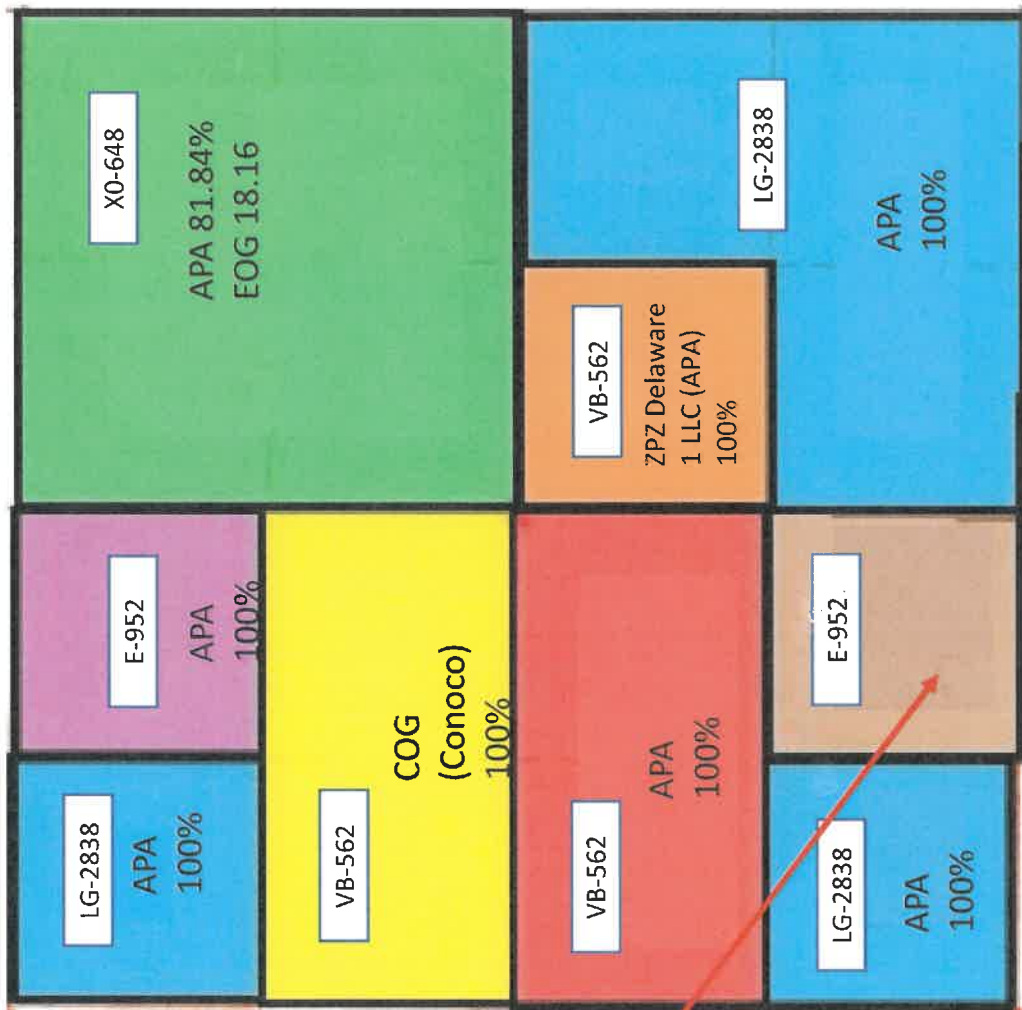 LG-2838
APA
100%
E-952
APA
100%
X0-648
APA 81.84%
EOG 18.16
VB-562
COG
(Conoco)
100%
VB-562
APA
100%
VB-562
ZPZ Delaware
1 LLC (APA)
100%
LG-2838
APA
100%
LG-2838
APA
100%
E-952